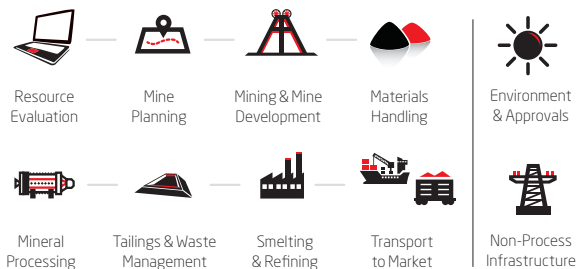 Resource
Evaluation
Mine
Planning
Mining & Mine
Development
Materials
Handling
Environment
& Approvals
Mineral
Processing
Tailings & Waste
Management
Smelting
& Refining
Transport
to Market
Non-Process
Infrastructure